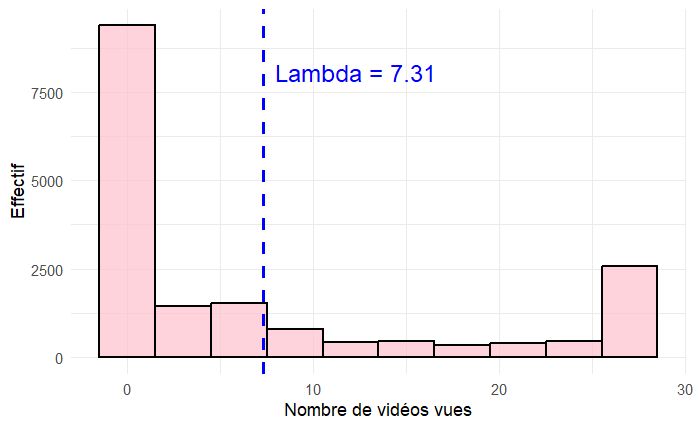 Lambda = 7.31
7500
5000
2500
0
Effectif
0 10 20 30
Nombre de vidéos vues